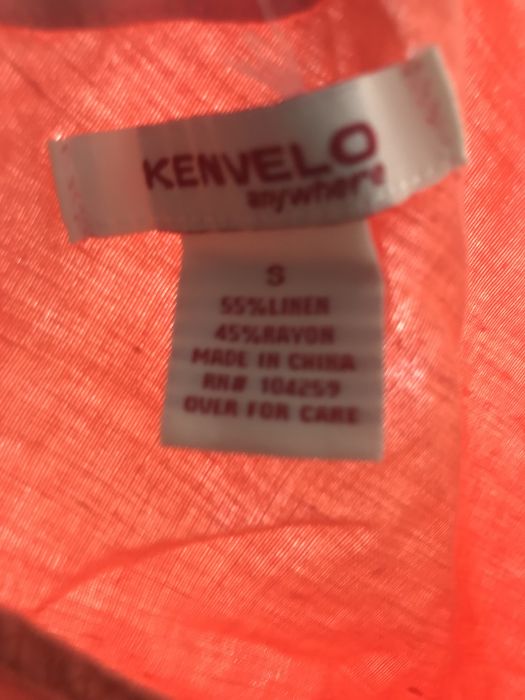 KENVELO
anywhere
S
55%LINEN
45%RAYON
MADE IN CHINA
RN# 104259
OVER FOR CARE